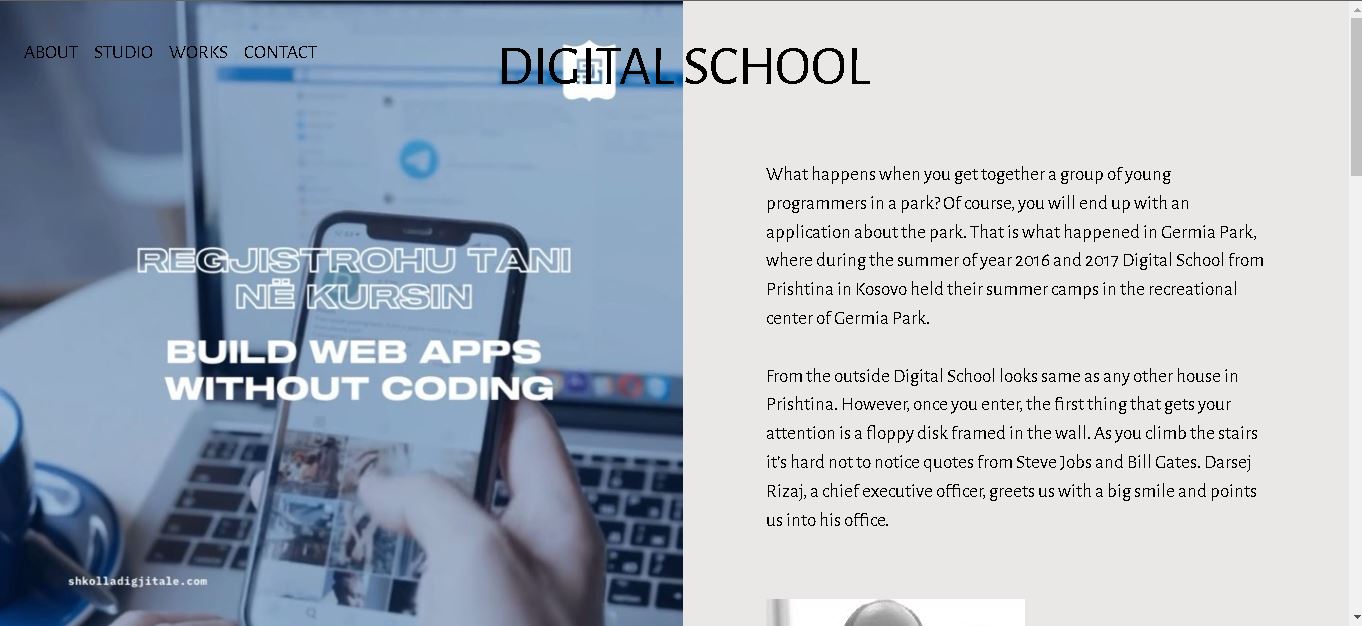 ABOUT STUDIO WORKS CONTACT
DIGITAL SCHOOL
REGJISTROHU TANI
NË KURSIN
BUILD WEB APPS
WITHOUT CODING
shkolladigjitale.com
What happens when you get together a group of young
programmers in a park? Of course, you will end up with an
application about the park. That is what happened in Germia Park,
where during the summer of year 2016 and 2017 Digital School from
Prishtina in Kosovo held their summer camps in the recreational
center of Germia Park.
From the outside Digital School looks same as any other house in
Prishtina. However, once you enter, the first thing that gets your
attention is a floppy disk framed in the wall. As you climb the stairs
it's hard not to notice quotes from Steve Jobs and Bill Gates. Darsej
Rizaj, a chief executive officer, greets us with a big smile and points
us into his office.